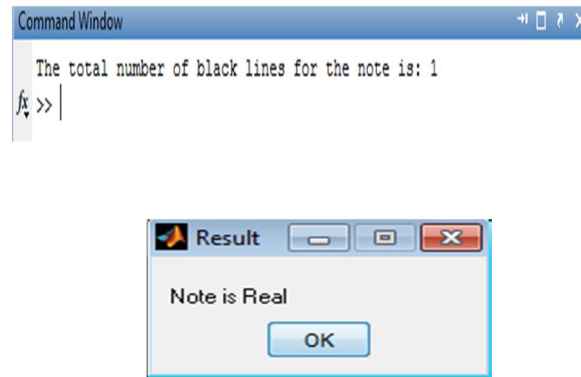 Command Window
The total number of black lines for the note is: 1
fx >>
Result
Note is Real
OK